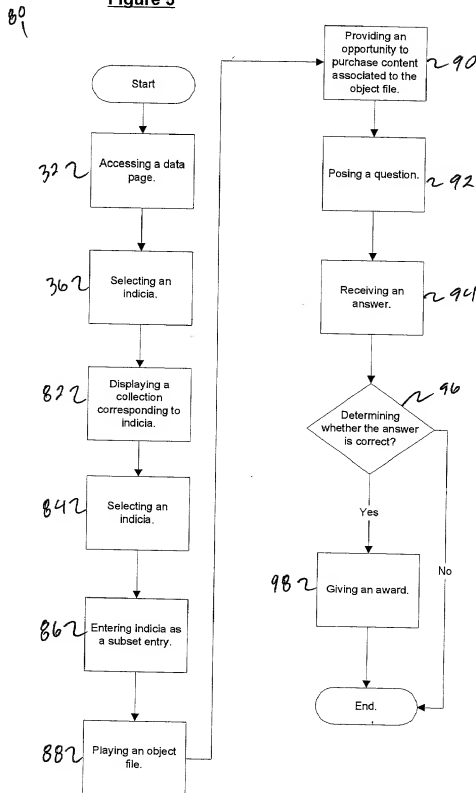 Figure
80
Start
32
Accessing a data
page.
36
Selecting an
indicia.
82
Displaying a
collection
corresponding to
indicia.
84
Selecting an
indicia.
86
Entering indicia as
a subset entry.
88
Playing an object
file.
Providing an
opportunity to
purchase content
associated to the
object file.
90
Posing a question.
92
Receiving an
answer.
94
96
Determining
whether the answer
is correct?
Yes
No
98
Giving an award.
End.